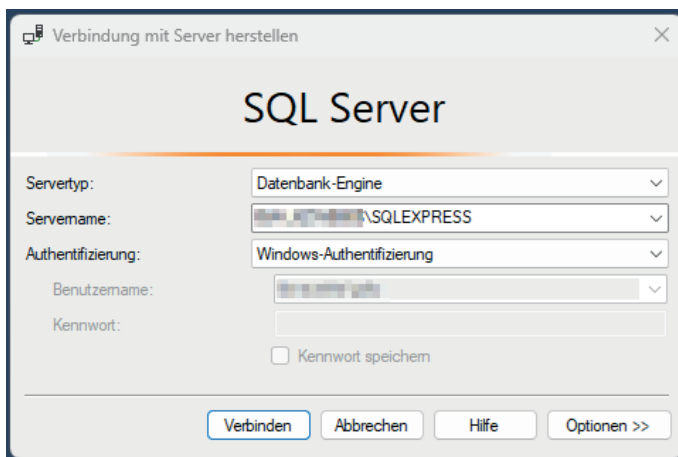 Verbindung mit Server herstellen
SQL Server
Servertyp: Datenbank-Engine
Servername: \SQLEXPRESS
Authentifizierung: Windows-Authentifizierung
Benutzername:
Kennwort:
Kennwort speichern
Verbinden Abbrechen Hilfe Optionen >>